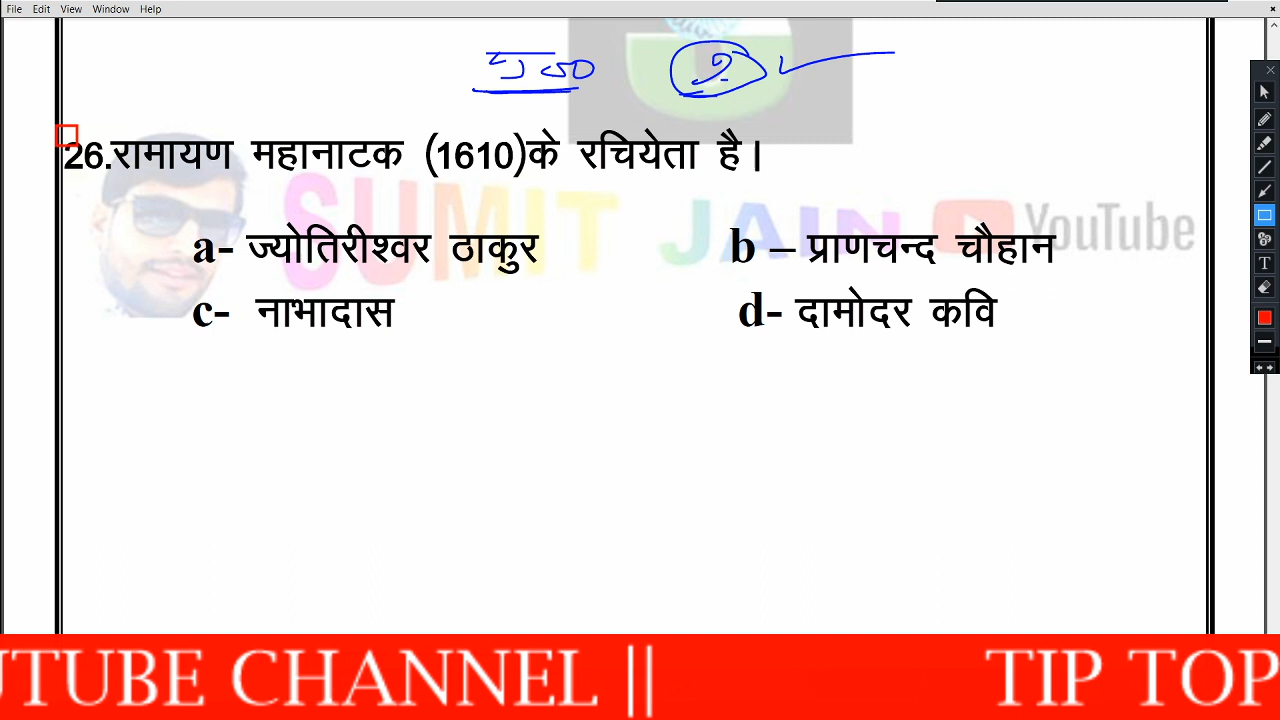 File Edit View Window Help
26.रामायण महानाटक (1610)के रचियेता है।
SUMIT JAIN YouTube
a- ज्योतिरीश्वर ठाकुर b – प्राणचन्द चौहान
c- नाभादास d- दामोदर कवि
UTUBE CHANNEL || TIP TOP